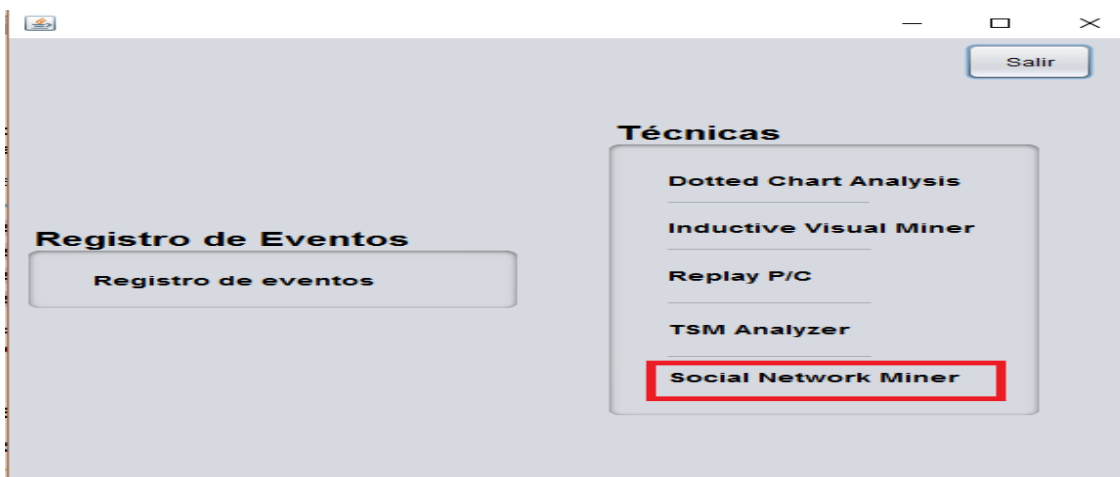 Salir
Técnicas
Dotted Chart Analysis
Inductive Visual Miner
Replay P/C
TSM Analyzer
Social Network Miner
Registro de Eventos
Registro de eventos